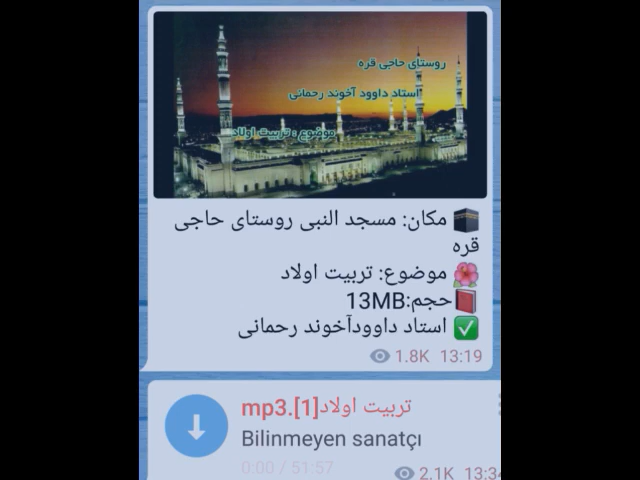 روستای حاجی قره
استاد داوود آخوند رحمانی
موضوع : تربیت اولاد
مکان: مسجد النبی روستای حاجی
قره
موضوع: تربیت اولاد
حجم:13MB
استاد داوودآخوند رحمانی
1.8K 13:19
تربیت اولاد[1].mp3
Bilinmeyen sanatçı
0:00 / 51:57
2.1K 13:34